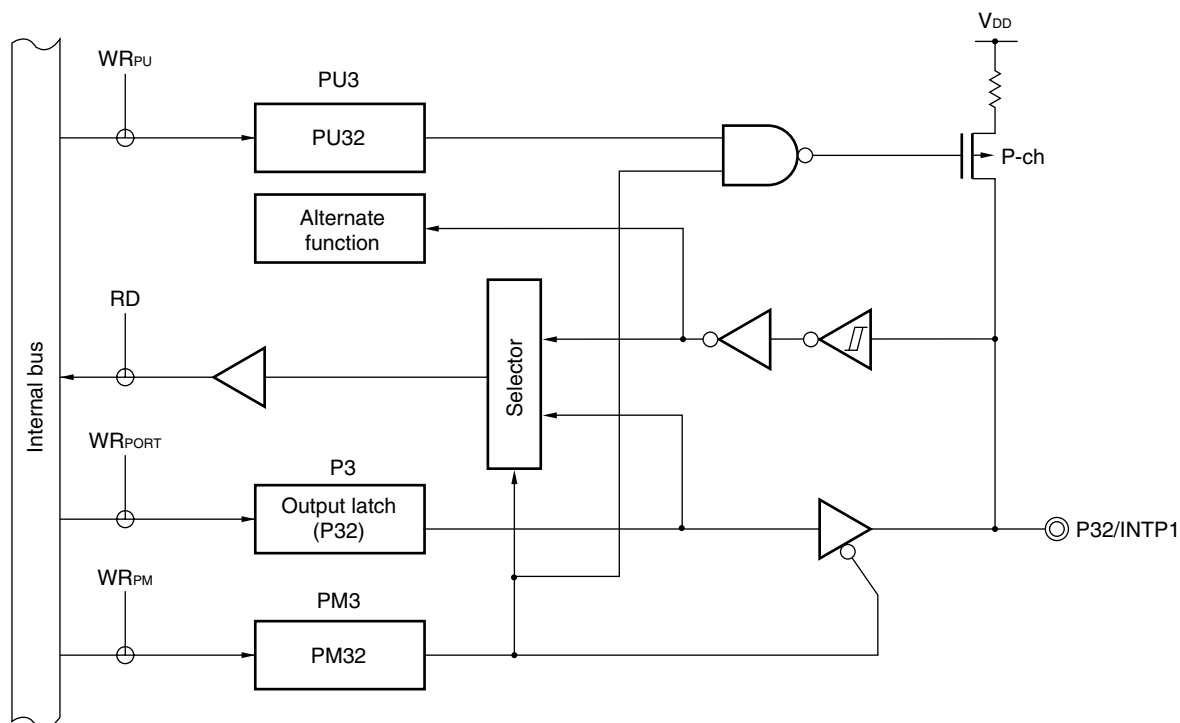 VDD
WRPU
PU3
PU32
P-ch
Alternate
function
RD
Selector
Internal bus
WRPORT
P3
Output latch
(P32)
P32/INTP1
WRPM
PM3
PM32